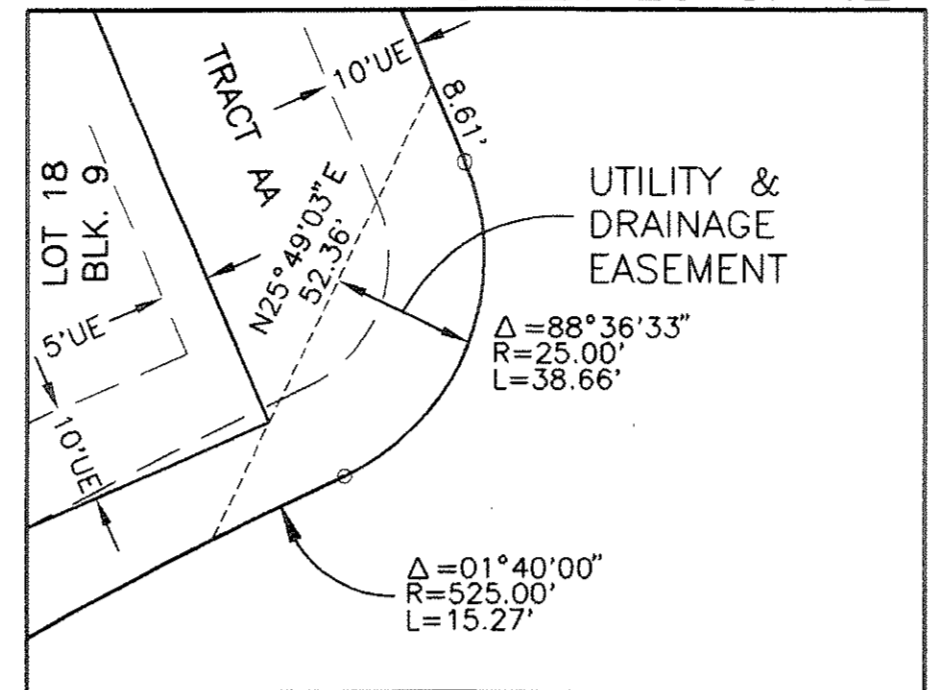 TRACT AA
10'UE
8.61'
LOT 18
BLK. 9
N25°49'03"E
52.36'
UTILITY &
DRAINAGE
EASEMENT
5'UE
Δ=88°36'33"
R=25.00'
L=38.66'
10'UE
Δ=01°40'00"
R=525.00'
L=15.27'